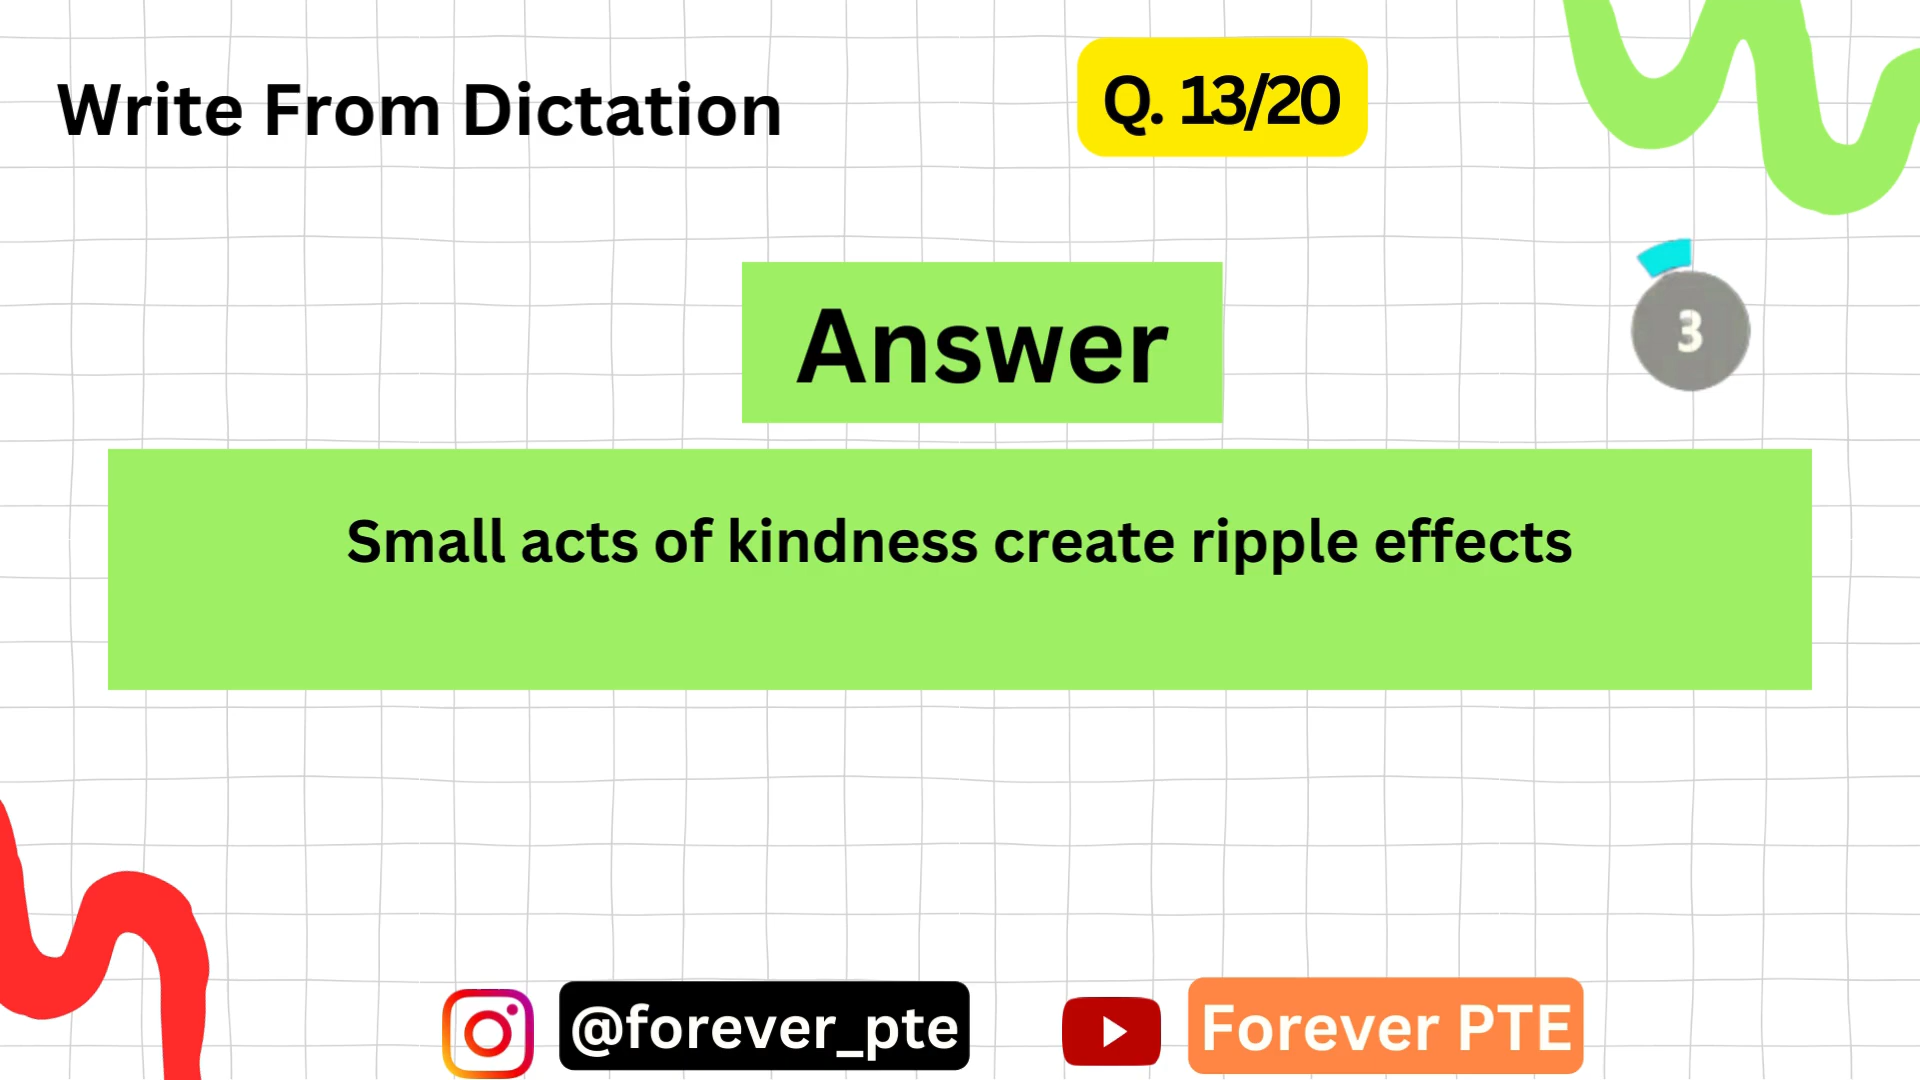 Write From Dictation
Q. 13/20
Answer
3
Small acts of kindness create ripple effects
@forever_pte
Forever PTE